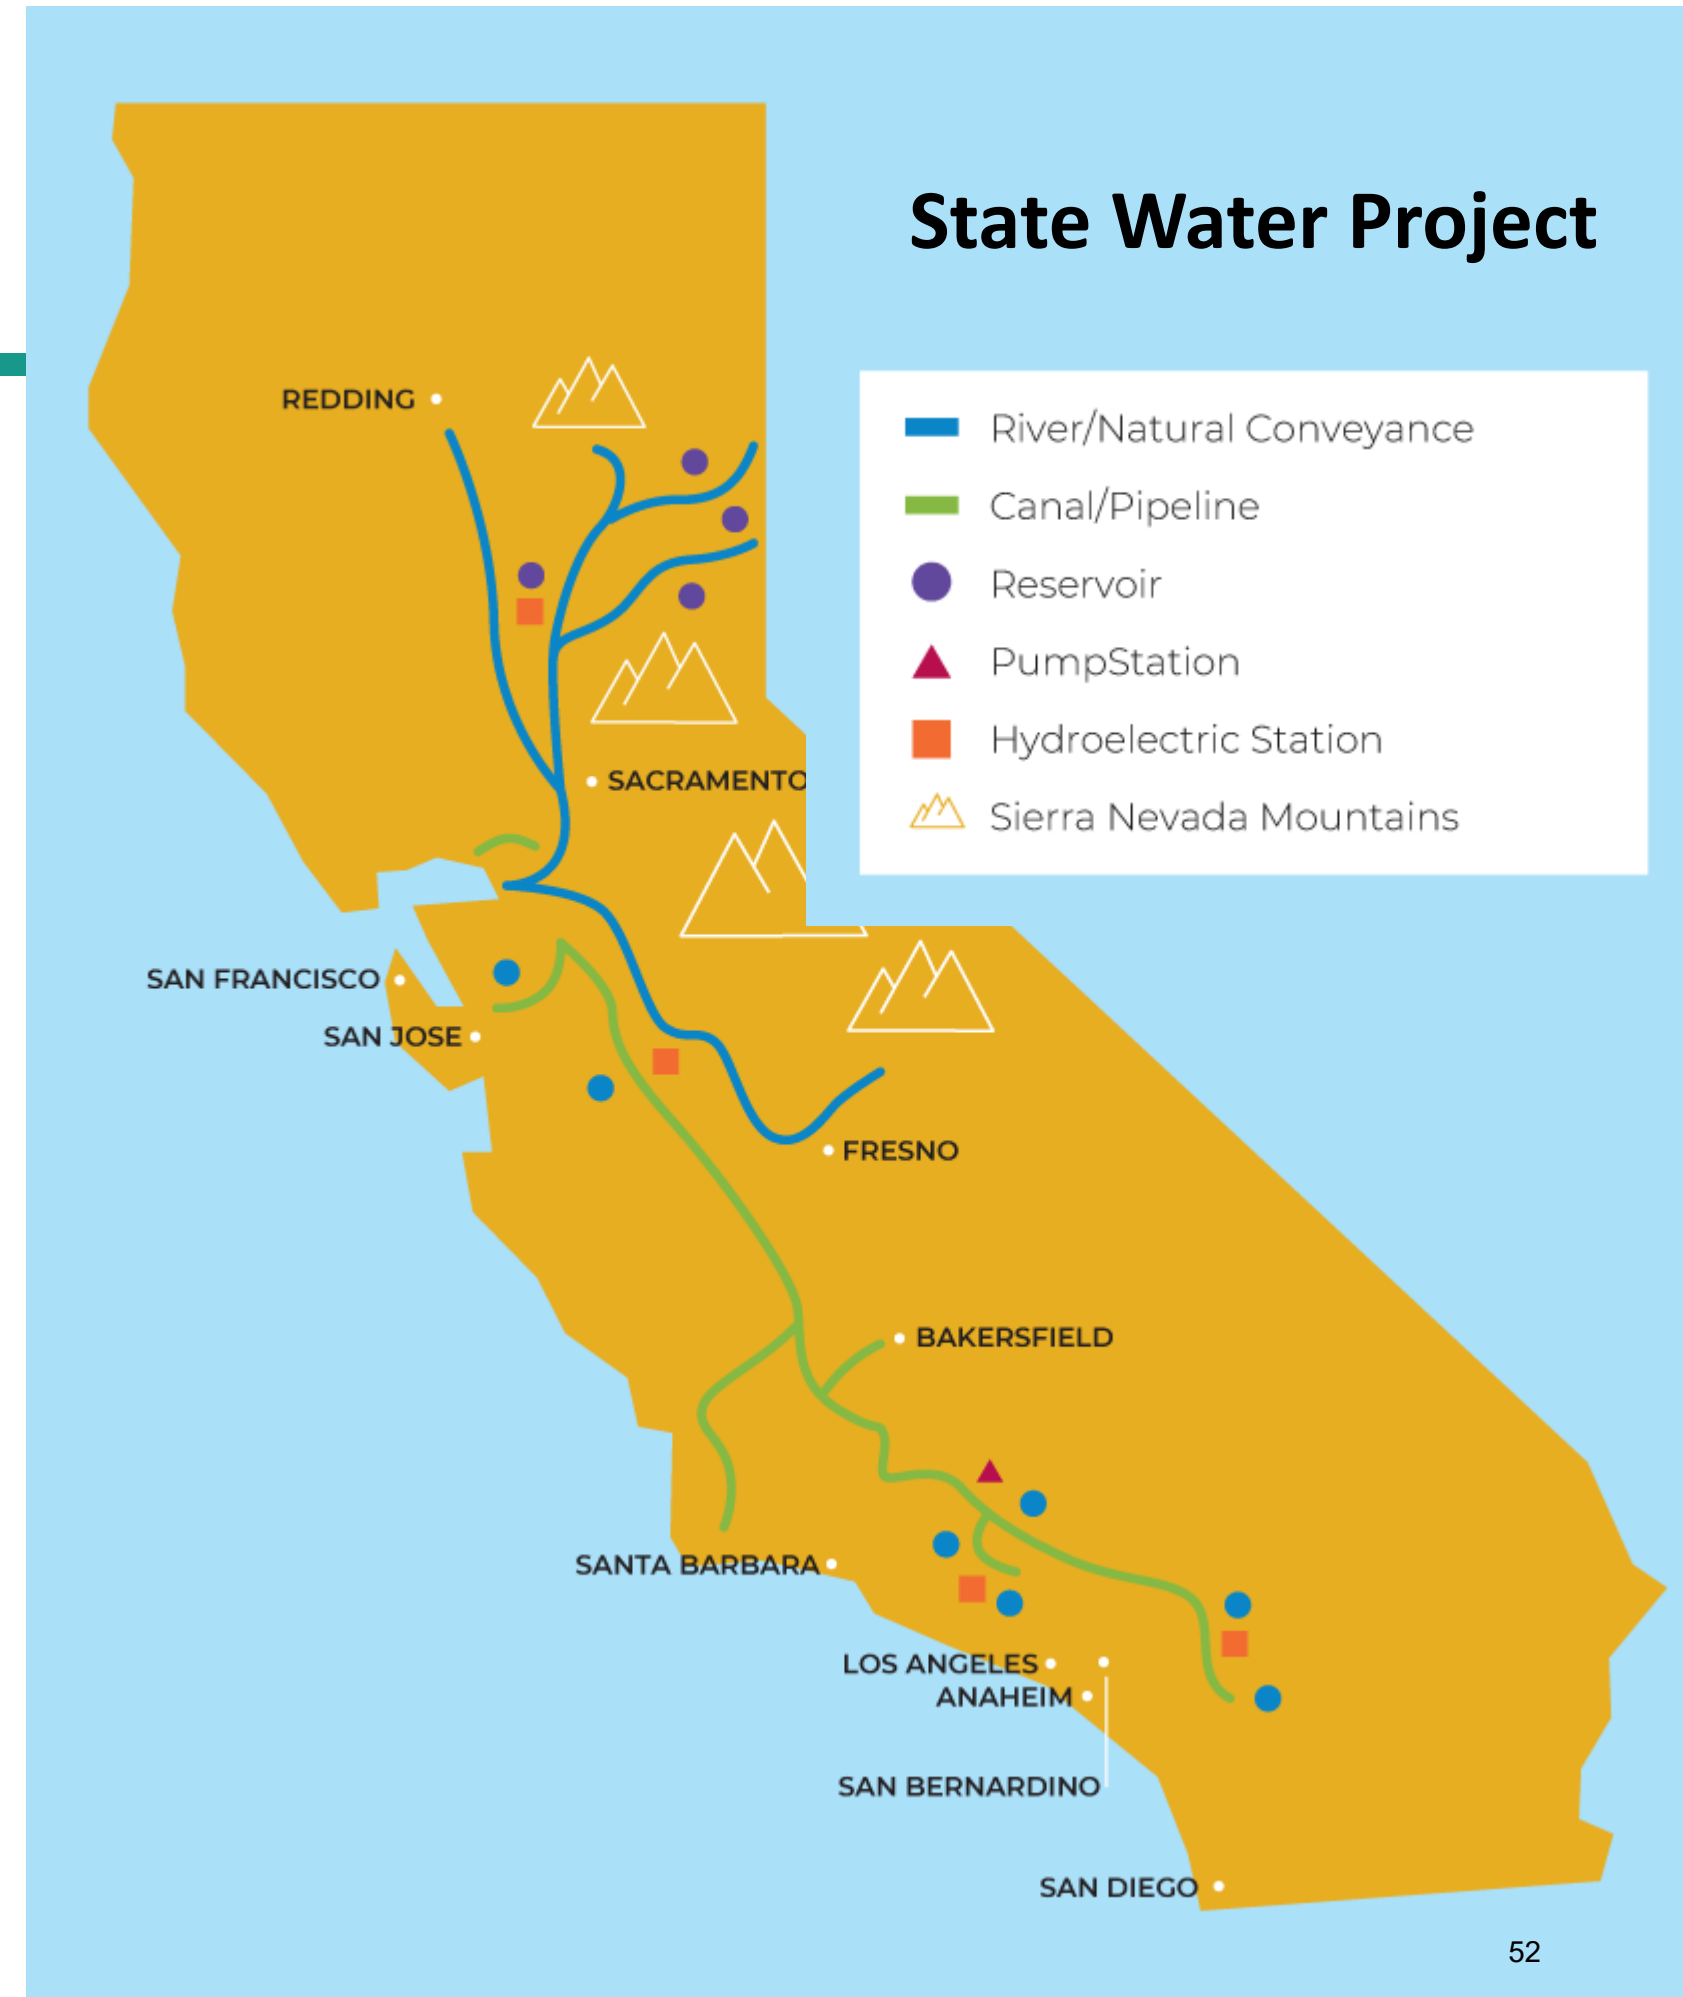 State Water Project
River/Natural Conveyance
Canal/Pipeline
Reservoir
PumpStation
Hydroelectric Station
Sierra Nevada Mountains
REDDING
SACRAMENTO
SAN FRANCISCO
SAN JOSE
FRESNO
BAKERSFIELD
SANTA BARBARA
LOS ANGELES
ANAHEIM
SAN BERNARDINO
SAN DIEGO
52